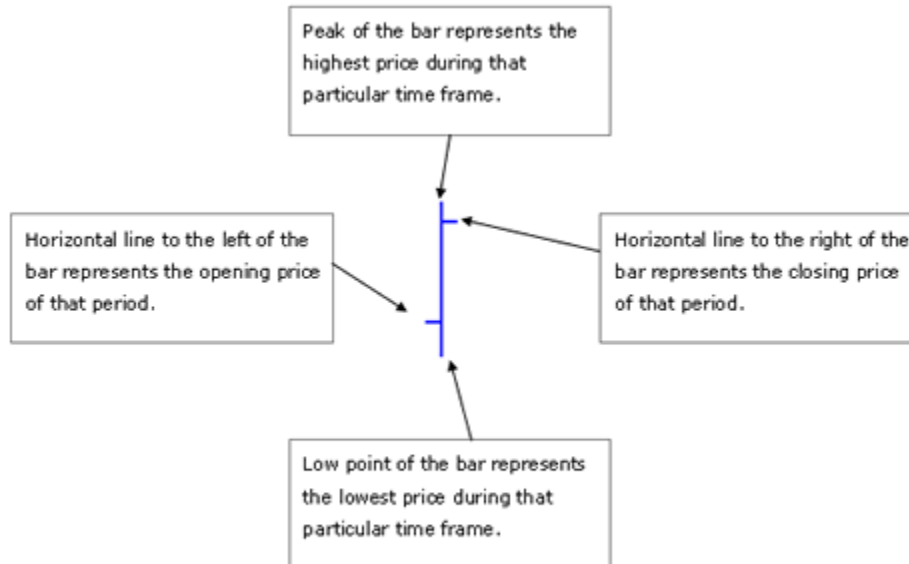 Peak of the bar represents the
highest price during that
particular time frame.
Horizontal line to the left of the
bar represents the opening price
of that period.
Horizontal line to the right of the
bar represents the closing price
of that period.
Low point of the bar represents
the lowest price during that
particular time frame.